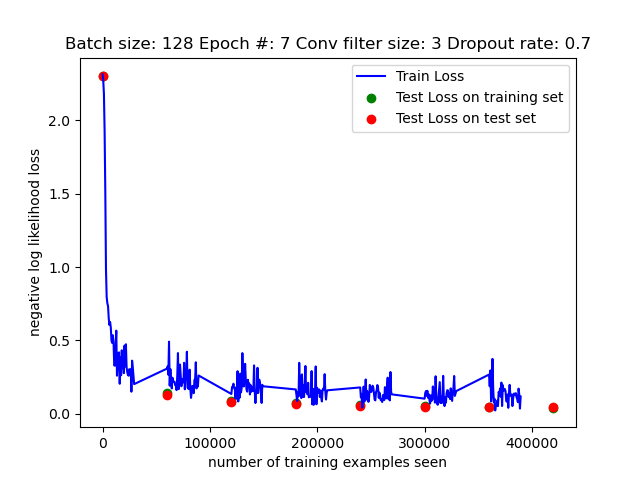 Batch size: 128 Epoch #: 7 Conv filter size: 3 Dropout rate: 0.7
Train Loss
Test Loss on training set
Test Loss on test set
negative log likelihood loss
2.0
1.5
1.0
0.5
0.0
0
100000
200000
300000
400000
number of training examples seen